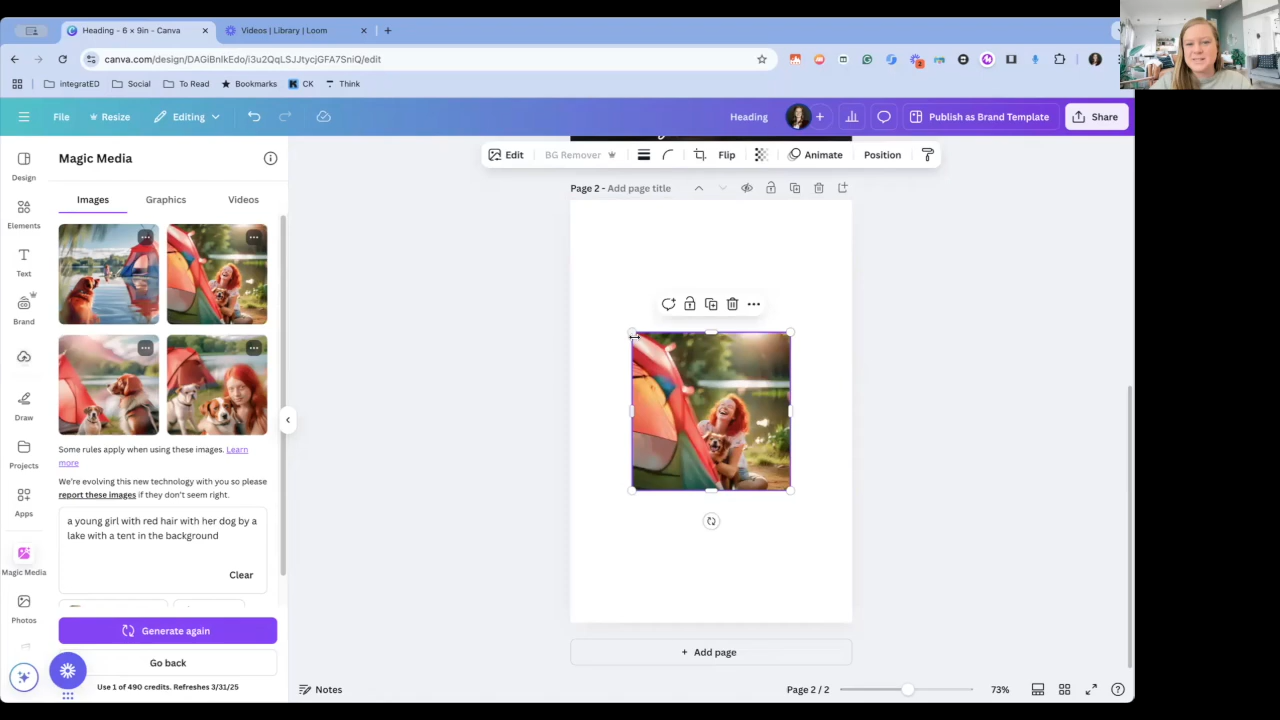 Heading - 6 × 9in - Canva
Videos | Library | Loom
canva.com/design/DAGiBnIkEdo/i3u2QqLSJJtycjGFA7SniQ/edit
2
integratED
Social
To Read
Bookmarks
K CK
Think
File
Resize
Editing
Heading
Publish as Brand Template
Share
Magic Media
Edit
BG Remover
Flip
Animate
Position
Design
Elements
Text
Brand
Draw
Projects
Apps
Magic Media
Photos
Images
Graphics
Videos
Some rules apply when using these images. Learn
more
We're evolving this new technology with you so please
report these images if they don't seem right.
a young girl with red hair with her dog by a
lake with a tent in the background
Clear
Generate again
Go back
Use 1 of 490 credits. Refreshes 3/31/25
Page 2 - Add page title
+ Add page
Notes
Page 2 / 2
73%